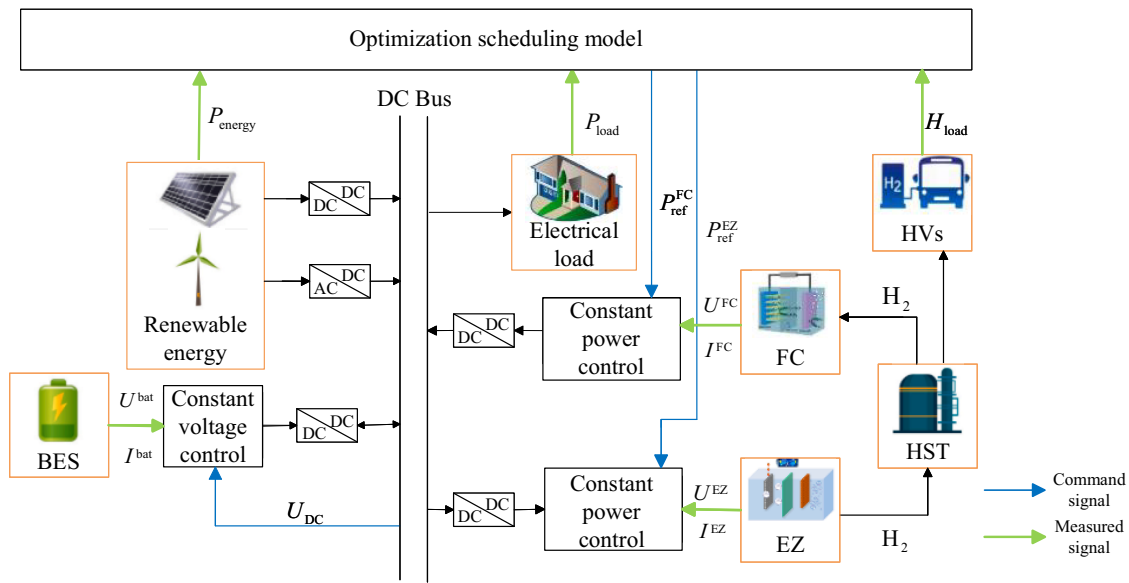 Optimization scheduling model
P_energy
DC Bus
P_load
H_load
H2
DC
DC
P_ref^FC
P_ref^EZ
Electrical
load
HVs
DC
AC
Renewable
energy
DC
DC
Constant
power
control
U^FC
I^FC
FC
H₂
BES
U^bat
I^bat
Constant
voltage
control
DC
DC
HST
U_DC
DC
DC
Constant
power
control
U^EZ
I^EZ
EZ
H₂
Command
signal
Measured
signal